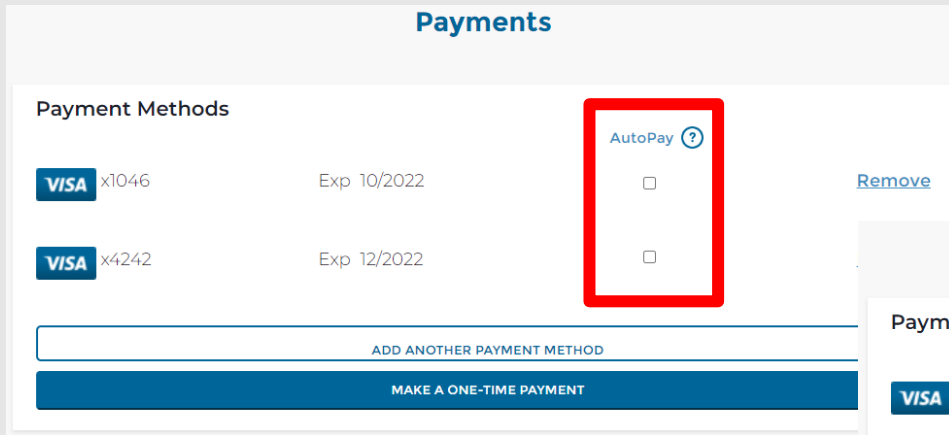 Payments
Payment Methods
AutoPay ?
VISA x1046 Exp 10/2022 Remove
VISA x4242 Exp 12/2022
ADD ANOTHER PAYMENT METHOD
MAKE A ONE-TIME PAYMENT
Paym
VISA